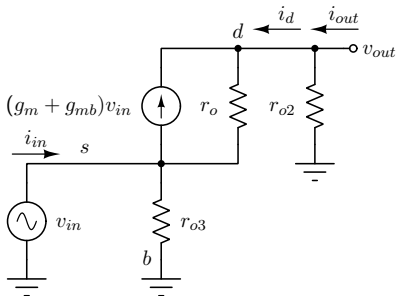 d
i_d
i_out
v_out
(g_m + g_mb)v_in
r_o
r_o2
i_in
s
v_in
r_o3
b